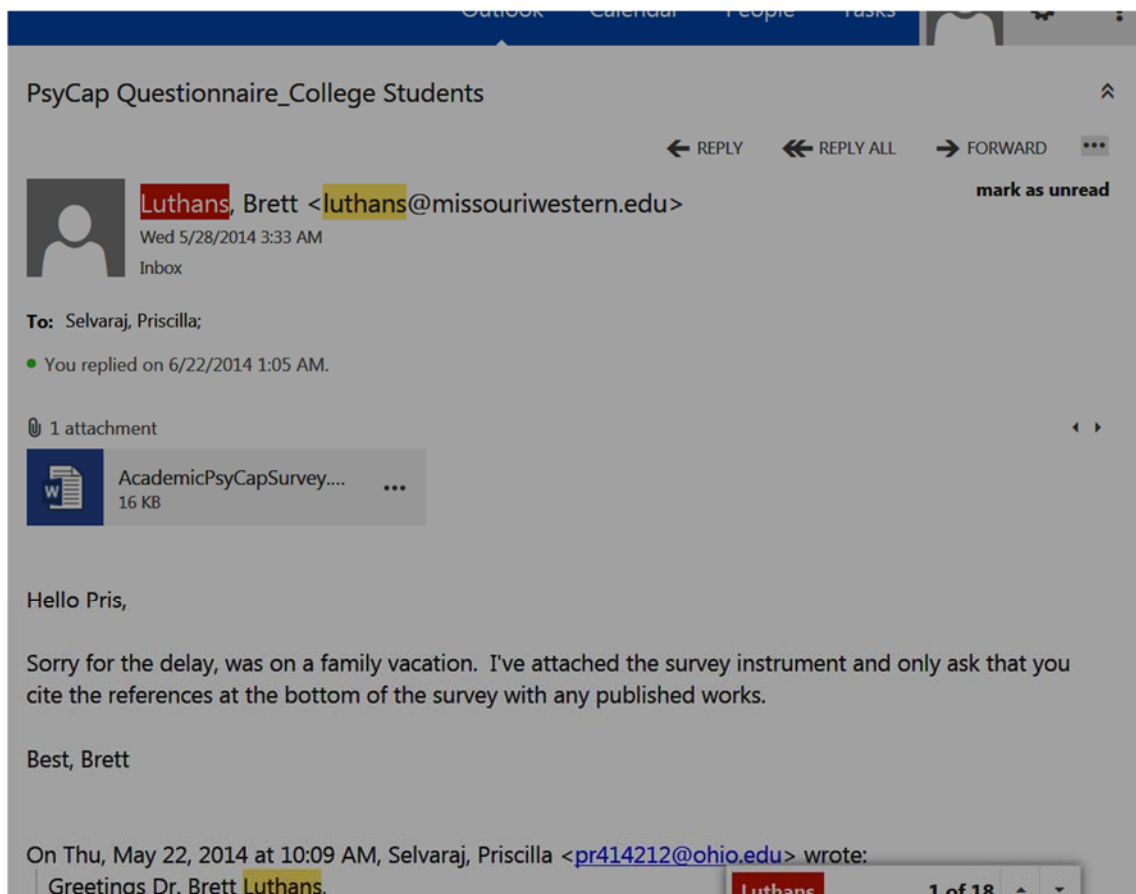 Outlook Calendar People Tasks
PsyCap Questionnaire_College Students
REPLY REPLY ALL FORWARD
Luthans, Brett <luthans@missouriwestern.edu>
mark as unread
Wed 5/28/2014 3:33 AM
Inbox
To: Selvaraj, Priscilla;
You replied on 6/22/2014 1:05 AM.
1 attachment
AcademicPsyCapSurvey....
16 KB
Hello Pris,
Sorry for the delay, was on a family vacation. I've attached the survey instrument and only ask that you
cite the references at the bottom of the survey with any published works.
Best, Brett
On Thu, May 22, 2014 at 10:09 AM, Selvaraj, Priscilla <pr414212@ohio.edu> wrote:
Greetings Dr. Brett Luthans,
Luthans 1 of 18